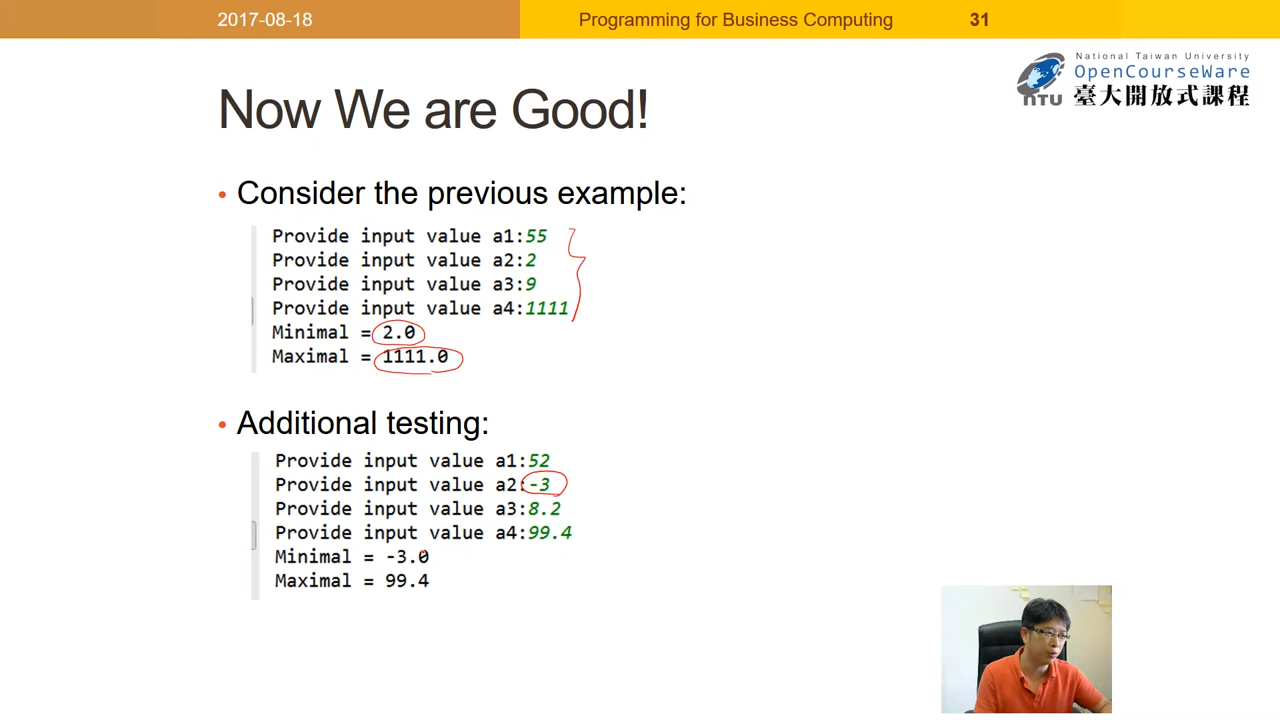 2017-08-18
Programming for Business Computing
31
National Taiwan University
OpenCourseWare
NTU 臺大開放式課程
Now We are Good!
• Consider the previous example:
Provide input value a1:55
Provide input value a2:2
Provide input value a3:9
Provide input value a4:1111
Minimal = 2.0
Maximal = 1111.0
• Additional testing:
Provide input value a1:52
Provide input value a2:-3
Provide input value a3:8.2
Provide input value a4:99.4
Minimal = -3.0
Maximal = 99.4